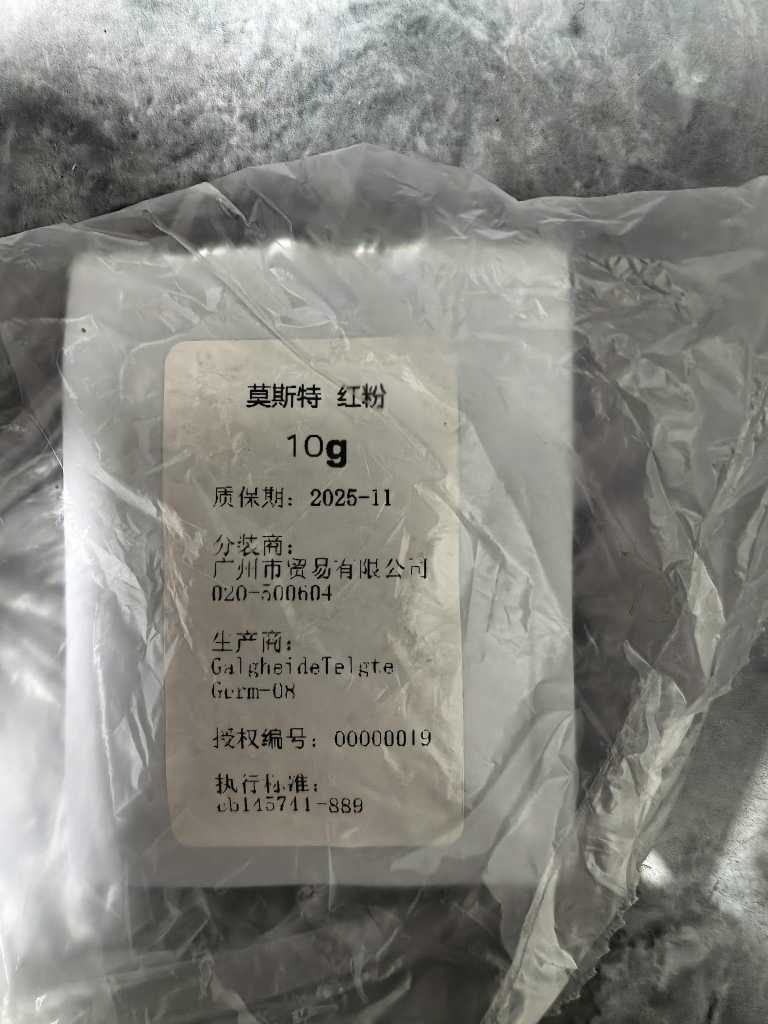 莫斯特 红粉
10g
质保期：2025-11
分装商：
广州市贸易有限公司
020-500604
生产商：
GalgheideTelgte
Germ-08
授权编号：00000019
执行标准：
cb145741-889